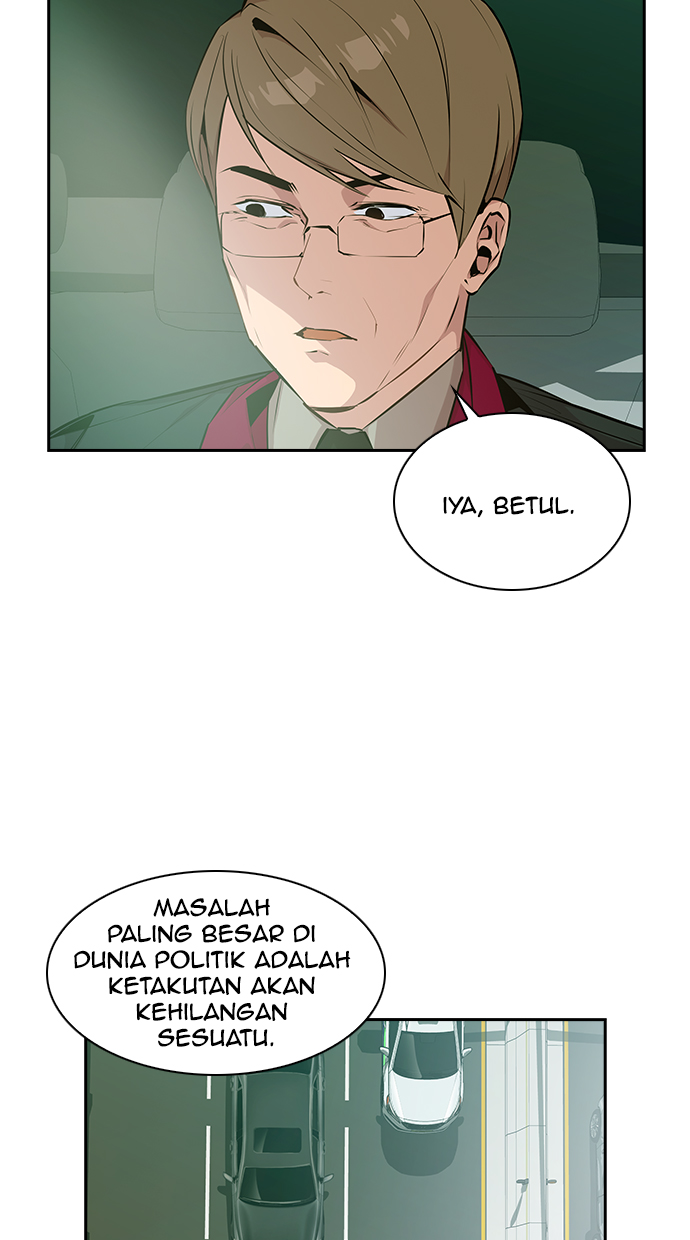 IYA, BETUL.
MASALAH
PALING BESAR DI
DUNIA POLITIK ADALAH
KETAKUTAN AKAN
KEHILANGAN
SESUATU.